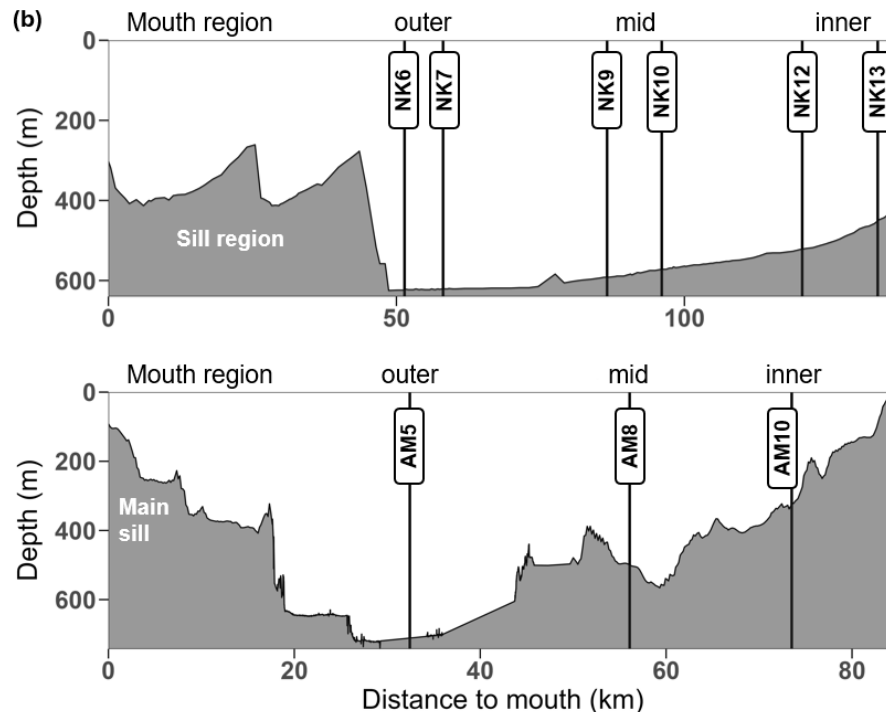 (b)
Mouth region outer mid inner
0
200
400
600
Depth (m)
NK6
NK7
NK9
NK10
NK12
NK13
Sill region
0 50 100
Mouth region outer mid inner
0
200
400
600
Depth (m)
AM5
AM8
AM10
Main
sill
0 20 40 60 80
Distance to mouth (km)